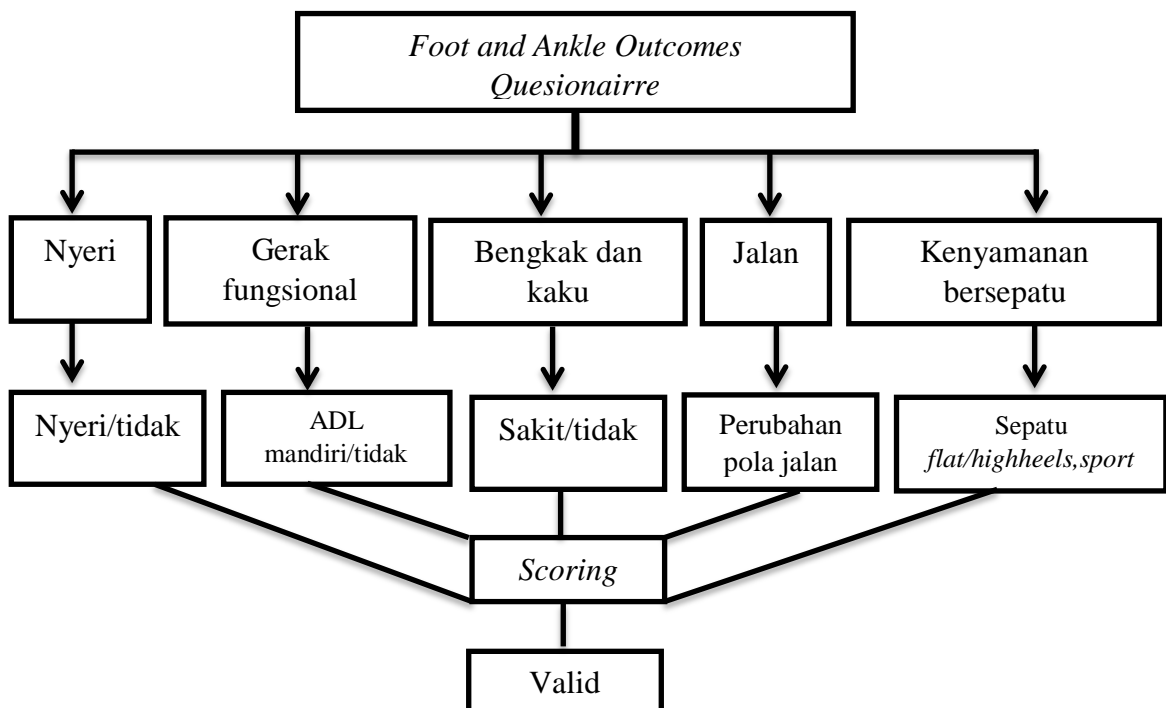 Foot and Ankle Outcomes
Quesionairre
Nyeri
Gerak
fungsional
Bengkak dan
kaku
Jalan
Kenyamanan
bersepatu
Nyeri/tidak
ADL
mandiri/tidak
Sakit/tidak
Perubahan
pola jalan
Sepatu
flat/highheels,sport
Scoring
Valid